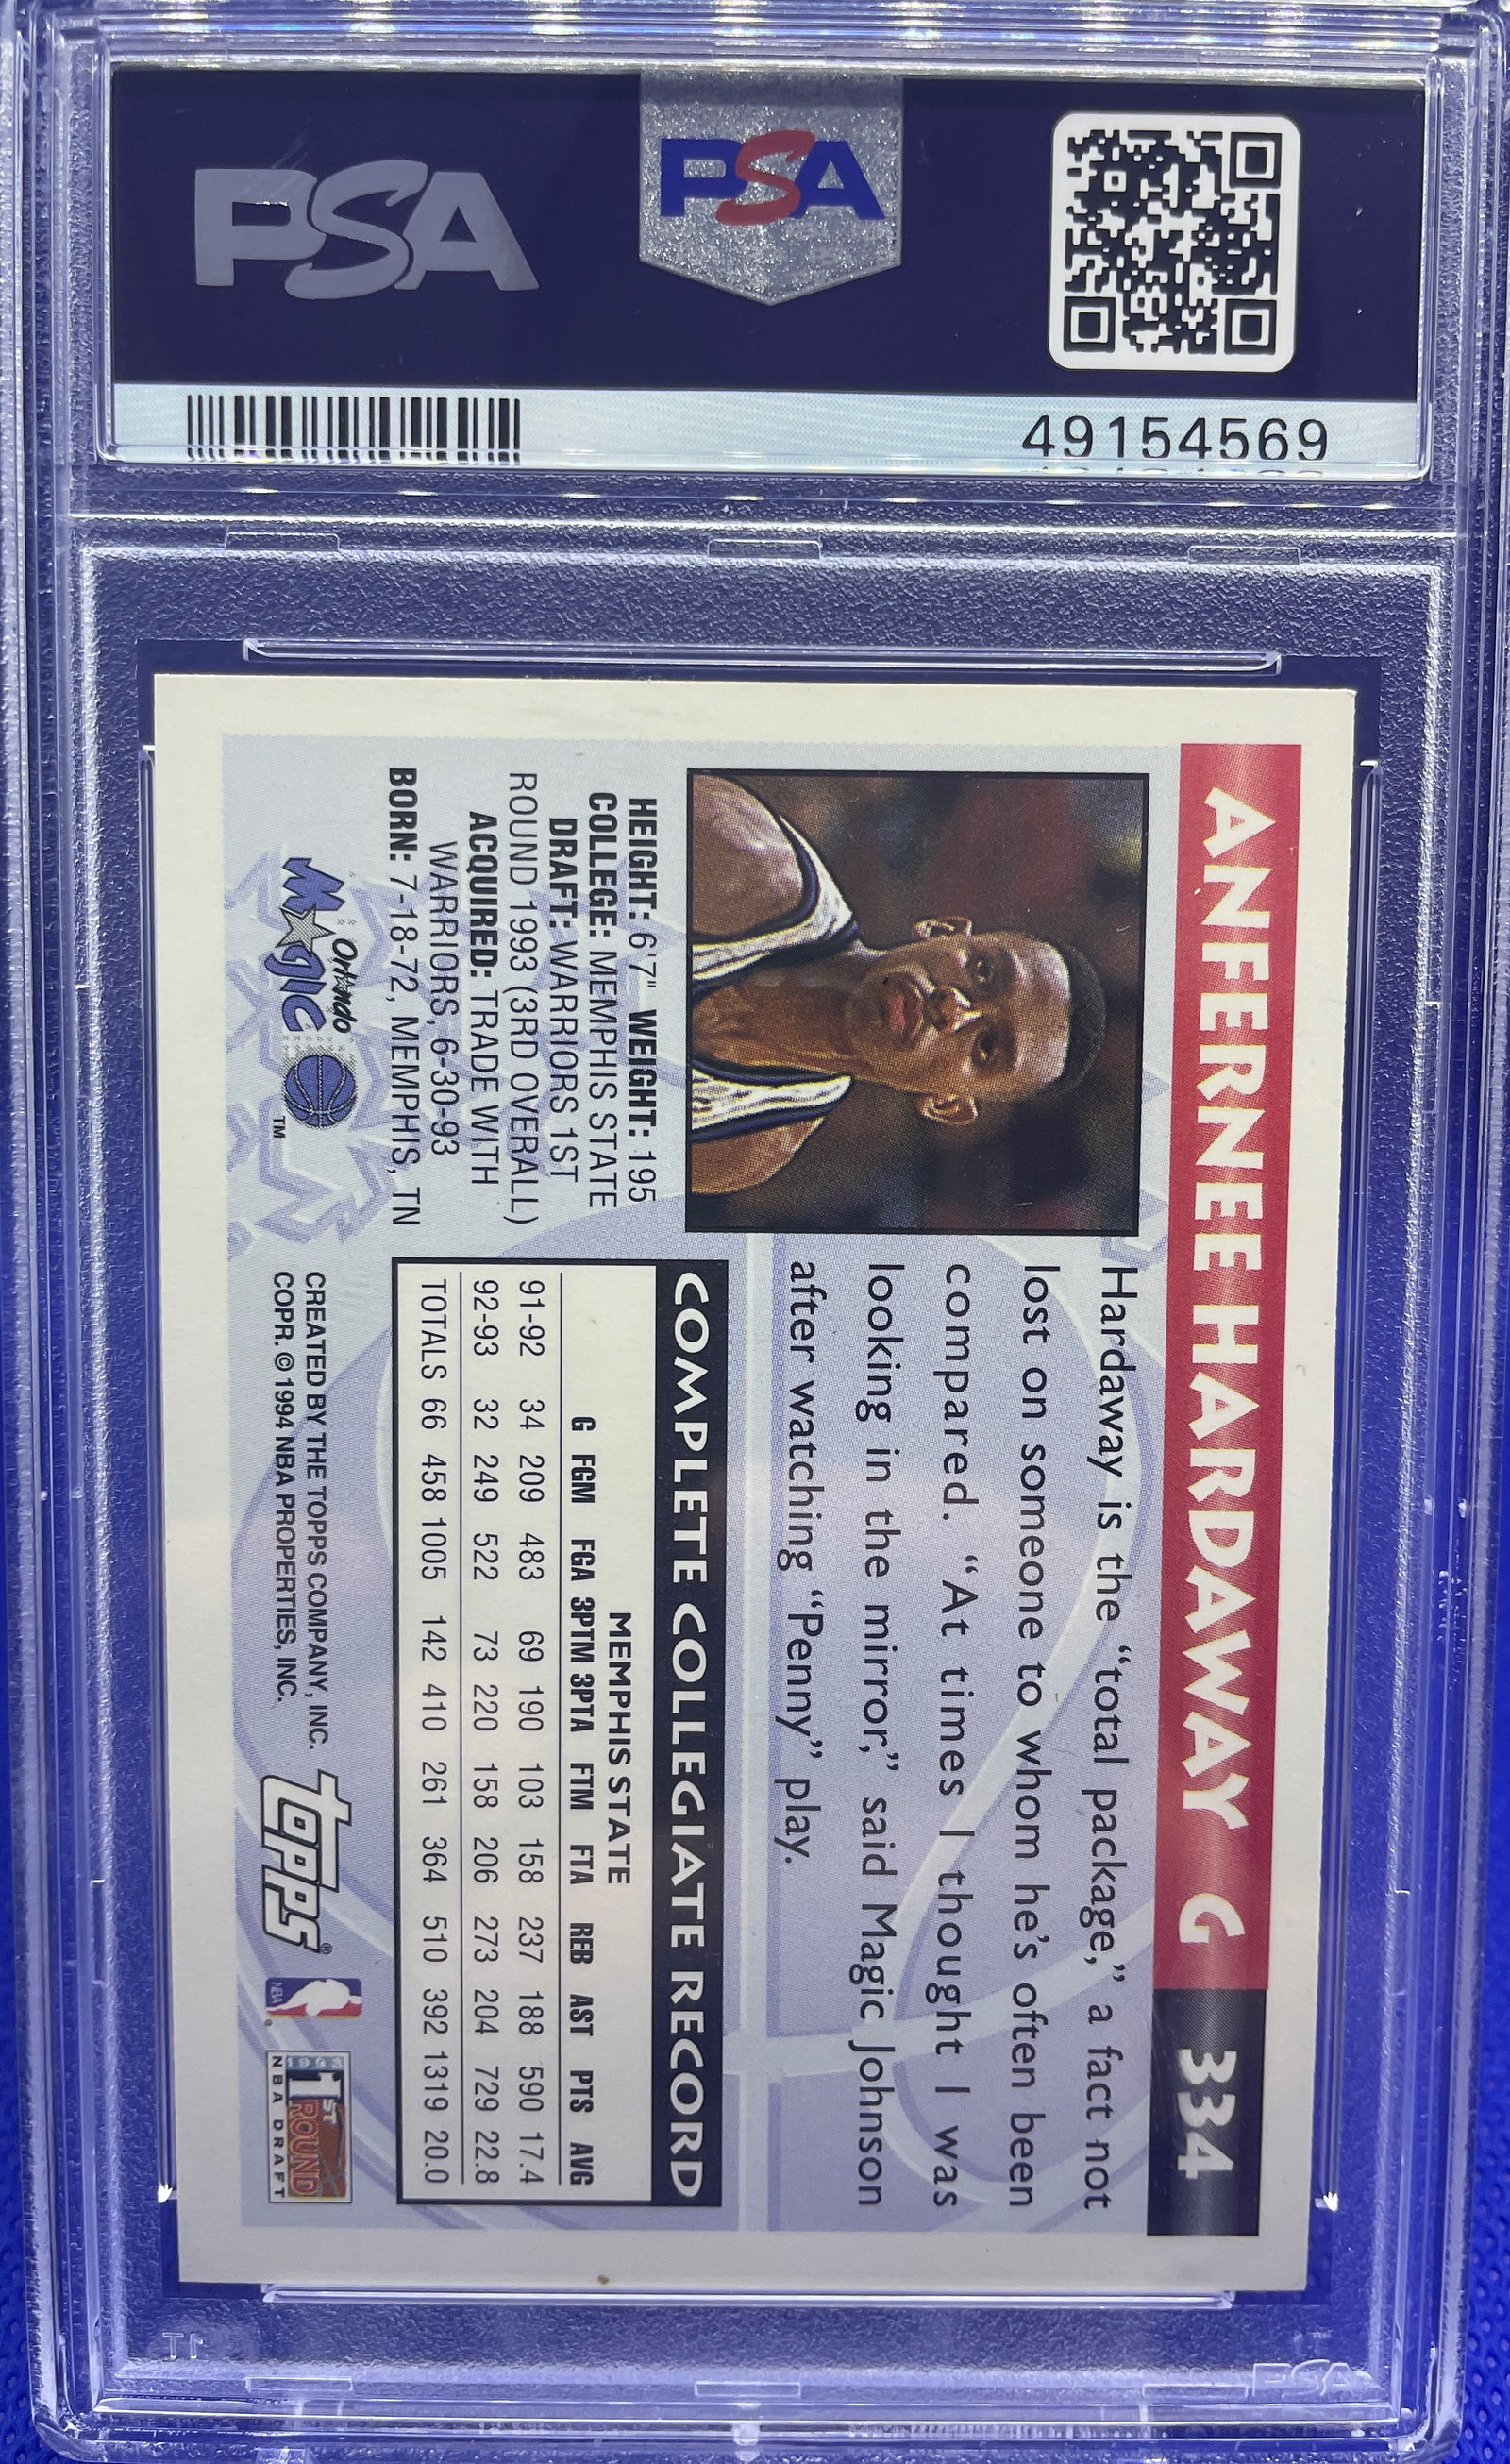 PSA
PSA
49154569
ANFERNEE HARDAWAY G 334
HEIGHT: 6'7" WEIGHT: 195
COLLEGE: MEMPHIS STATE
DRAFT: WARRIORS 1ST
ROUND 1993 (3RD OVERALL)
ACQUIRED: TRADE WITH
WARRIORS, 6-30-93
BORN: 7-18-72, MEMPHIS, TN
Orlando
Magic
TM
Hardaway is the “total package,” a fact not
lost on someone to whom he’s often been
compared. “At times I thought I was
looking in the mirror,” said Magic Johnson
after watching “Penny” play.
COMPLETE COLLEGIATE RECORD
MEMPHIS STATE
G FGM FGA 3PTM 3PTA FTM FTA REB AST PTS AVG
91-92 34 209 483 69 190 103 158 237 188 590 17.4
92-93 32 249 522 73 220 158 206 273 204 729 22.8
TOTALS 66 458 1005 142 410 261 364 510 392 1319 20.0
CREATED BY THE TOPPS COMPANY, INC.
COPR. © 1994 NBA PROPERTIES, INC.
TOPPS®
NBA
1993
1ST ROUND
NBA DRAFT
PSA